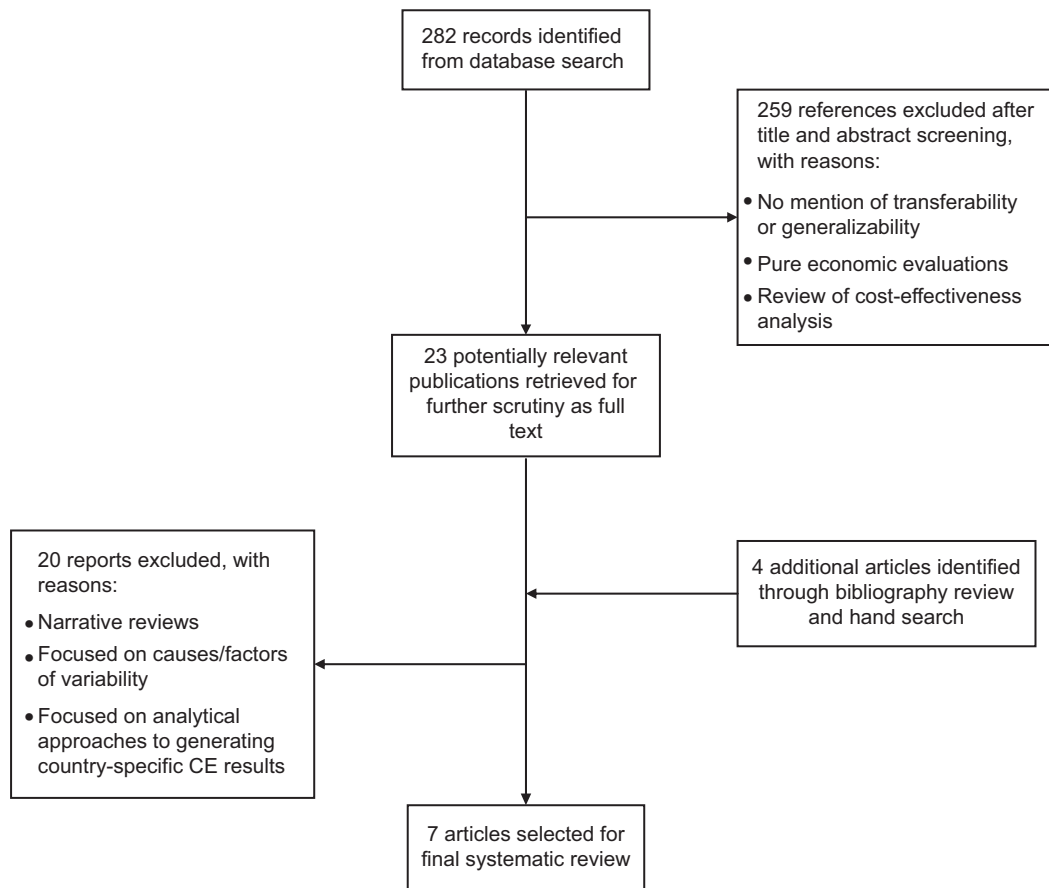 282 records identified
from database search
259 references excluded after
title and abstract screening,
with reasons:
• No mention of transferability
or generalizability
• Pure economic evaluations
• Review of cost-effectiveness
analysis
23 potentially relevant
publications retrieved for
further scrutiny as full
text
20 reports excluded, with
reasons:
• Narrative reviews
• Focused on causes/factors
of variability
• Focused on analytical
approaches to generating
country-specific CE results
4 additional articles identified
through bibliography review
and hand search
7 articles selected for
final systematic review